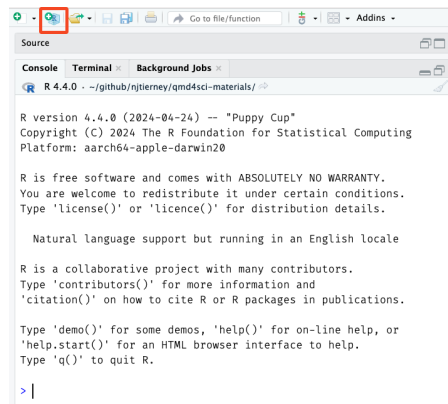 Go to file/function
Addins
Source
Console Terminal Background Jobs
R 4.4.0 · ~/github/njtierney/qmd4sci-materials/
R version 4.4.0 (2024-04-24) -- "Puppy Cup"
Copyright (C) 2024 The R Foundation for Statistical Computing
Platform: aarch64-apple-darwin20
R is free software and comes with ABSOLUTELY NO WARRANTY.
You are welcome to redistribute it under certain conditions.
Type 'license()' or 'licence()' for distribution details.
Natural language support but running in an English locale
R is a collaborative project with many contributors.
Type 'contributors()' for more information and
'citation()' on how to cite R or R packages in publications.
Type 'demo()' for some demos, 'help()' for on-line help, or
'help.start()' for an HTML browser interface to help.
Type 'q()' to quit R.
>